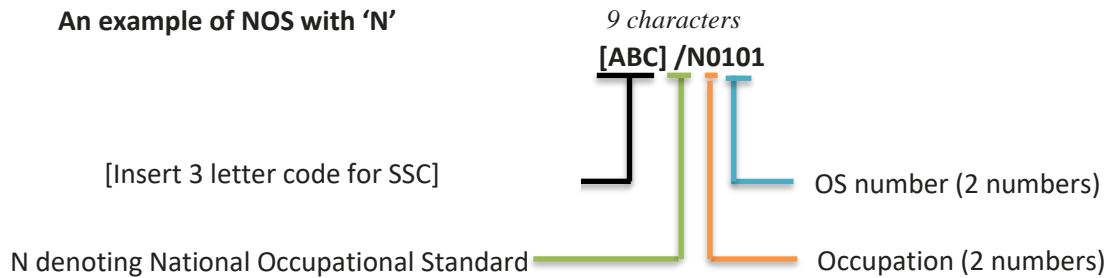 An example of NOS with ‘N’
9 characters
[ABC] /N0101
[Insert 3 letter code for SSC]
OS number (2 numbers)
N denoting National Occupational Standard
Occupation (2 numbers)